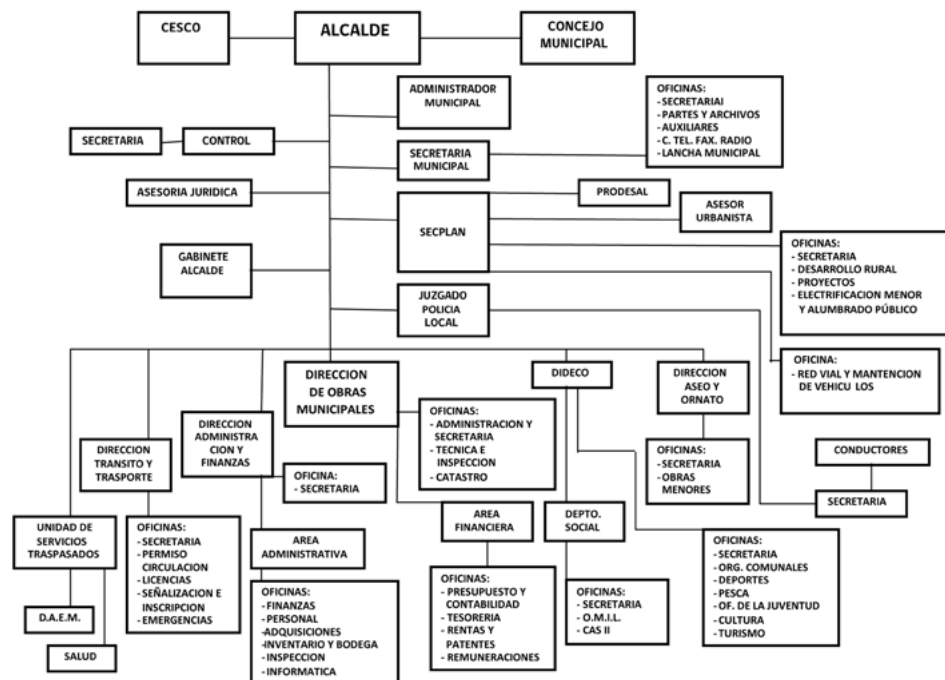 CESCO
ALCALDE
CONCEJO
MUNICIPAL
ADMINISTRADOR
MUNICIPAL
OFICINAS:
- SECRETARIAI
- PARTES Y ARCHIVOS
- AUXILIARES
- C. TEL. FAX. RADIO
- LANCHA MUNICIPAL
SECRETARIA
CONTROL
SECRETARIA
MUNICIPAL
ASESORIA JURIDICA
PRODESAL
ASESOR
URBANISTA
SECPLAN
GABINETE
ALCALDE
OFICINAS:
- SECRETARIA
- DESARROLLO RURAL
- PROYECTOS
- ELECTRIFICACION MENOR
Y ALUMBRADO PÚBLICO
JUZGADO
POLICIA
LOCAL
OFICINA:
- RED VIAL Y MANTENCION
DE VEHICU LOS
DIRECCION
DE OBRAS
MUNICIPALES
DIDECO
DIRECCION
ASEO Y
ORNATO
DIRECCION
TRANSITO Y
TRASPORTE
DIRECCION
ADMINISTRA
CION Y
FINANZAS
OFICINAS:
- ADMINISTRACION Y
SECRETARIA
- TECNICA E
INSPECCION
- CATASTRO
OFICINAS:
- SECRETARIA
- OBRAS
MENORES
CONDUCTORES
SECRETARIA
OFICINA:
- SECRETARIA
UNIDAD DE
SERVICIOS
TRASPASADOS
OFICINAS:
- SECRETARIA
- PERMISO
CIRCULACION
- LICENCIAS
- SEÑALIZACION E
INSCRIPCION
- EMERGENCIAS
AREA
ADMINISTRATIVA
AREA
FINANCIERA
DEPTO.
SOCIAL
OFICINAS:
- SECRETARIA
- ORG. COMUNALES
- DEPORTES
- PESCA
- OF. DE LA JUVENTUD
- CULTURA
- TURISMO
D.A.E.M.
SALUD
OFICINAS:
- FINANZAS
- PERSONAL
-ADQUISICIONES
-INVENTARIO Y BODEGA
- INSPECCION
- INFORMATICA
OFICINAS:
- PRESUPUESTO Y
CONTABILIDAD
- TESORERIA
- RENTAS Y
PATENTES
- REMUNERACIONES
OFICINAS:
- SECRETARIA
- O.M.I.L.
- CAS II